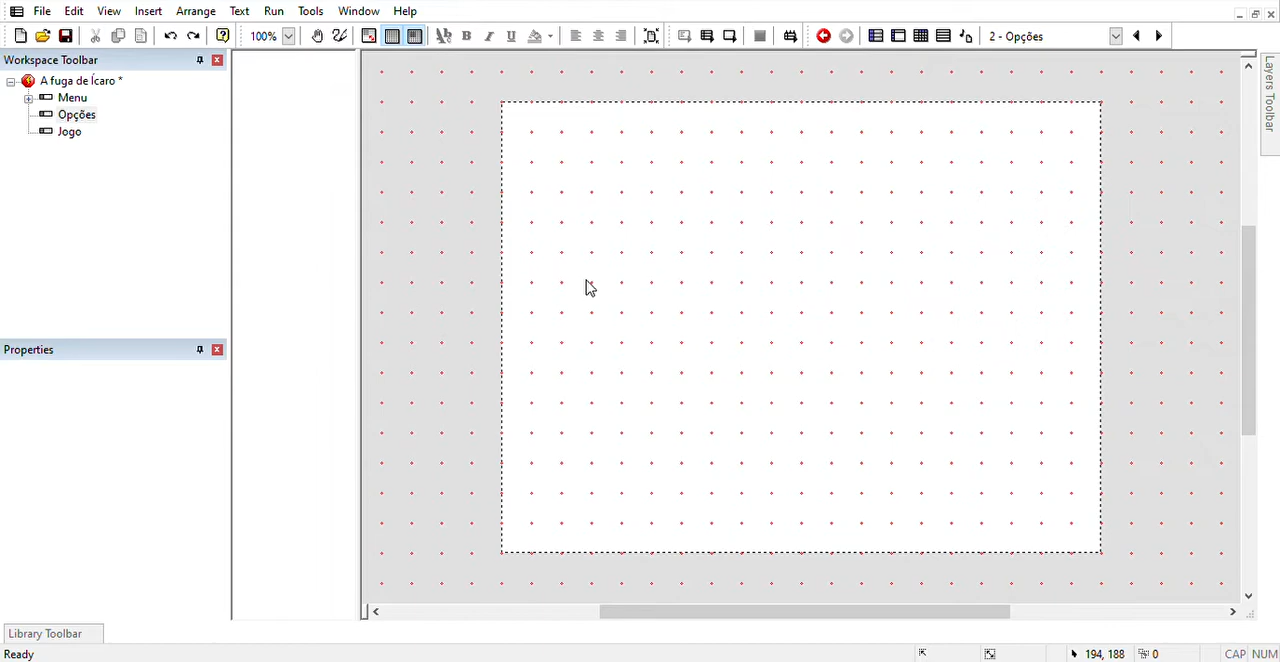 File Edit View Insert Arrange Text Run Tools Window Help
100% 2 - Opções
Workspace Toolbar
A fuga de Ícaro *
Menu
Opções
Jogo
Properties
Layers Toolbar
Library Toolbar
Ready 194, 188 0 CAP NUM